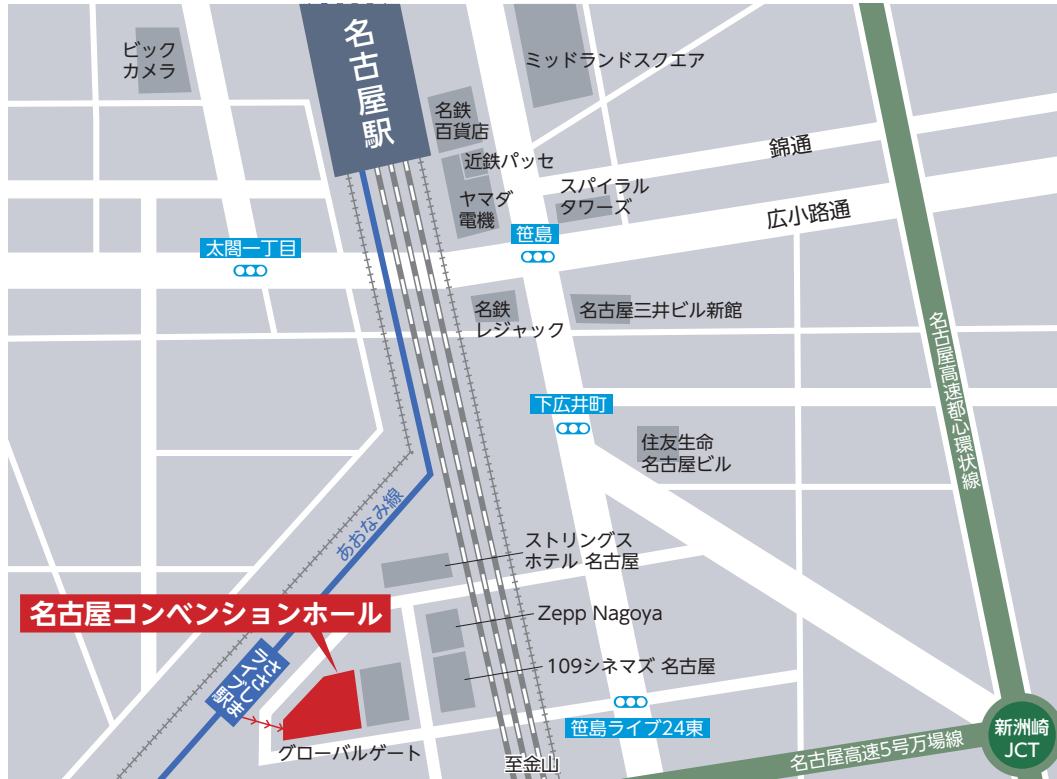 ビック
カメラ
名古屋駅
ミッドランドスクエア
名鉄
百貨店
近鉄パッセ
ヤマダ
電機
スパイラル
タワーズ
錦通
広小路通
太閤一丁目
笹島
名鉄
レジャック
名古屋三井ビル新館
名古屋高速都心環状線
下広井町
住友生命
名古屋ビル
あおなみ線
ストリングス
ホテル 名古屋
名古屋コンベンションホール
Zepp Nagoya
ささしま
ライブ駅
109シネマズ 名古屋
笹島ライブ24東
グローバルゲート
至金山
名古屋高速5号万場線
新洲崎
JCT